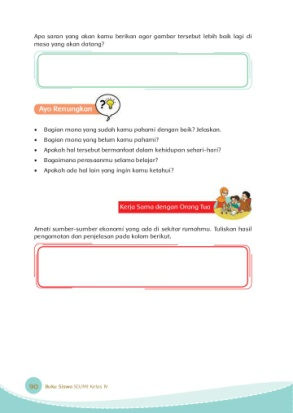 Apa saran yang akan kamu berikan agar gambar tersebut lebih baik lagi di
masa yang akan datang?
Ayo Renungkan
?
• Bagian mana yang sudah kamu pahami dengan baik? Jelaskan.
• Bagian mana yang belum kamu pahami?
• Apakah hal tersebut bermanfaat dalam kehidupan sehari-hari?
• Bagaimana perasaanmu selama belajar?
• Apakah ada hal lain yang ingin kamu ketahui?
Kerja Sama dengan Orang Tua
Amati sumber-sumber ekonomi yang ada di sekitar rumahmu. Tuliskan hasil
pengamatan dan penjelasan pada kolom berikut.
90 Buku Siswa SD/MI Kelas IV